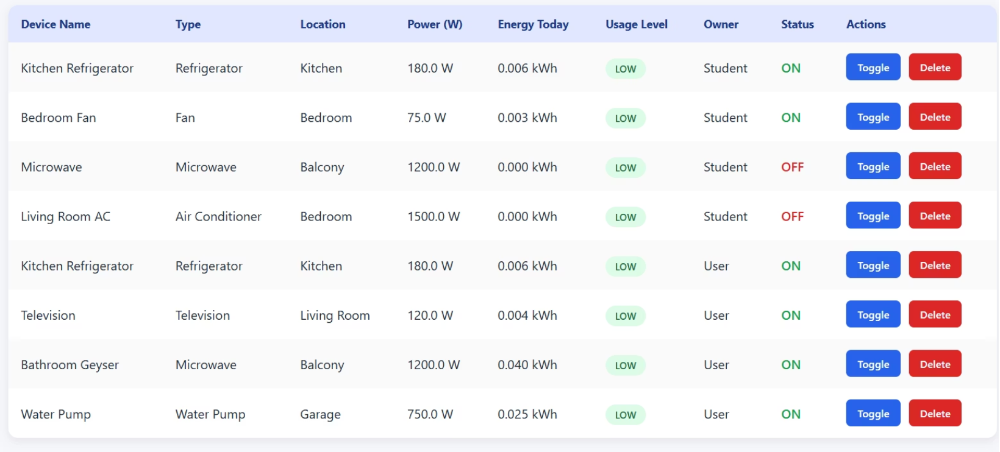 Device Name Type Location Power (W) Energy Today Usage Level Owner Status Actions
Kitchen Refrigerator Refrigerator Kitchen 180.0 W 0.006 kWh LOW Student ON Toggle Delete
Bedroom Fan Fan Bedroom 75.0 W 0.003 kWh LOW Student ON Toggle Delete
Microwave Microwave Balcony 1200.0 W 0.000 kWh LOW Student OFF Toggle Delete
Living Room AC Air Conditioner Bedroom 1500.0 W 0.000 kWh LOW Student OFF Toggle Delete
Kitchen Refrigerator Refrigerator Kitchen 180.0 W 0.006 kWh LOW User ON Toggle Delete
Television Television Living Room 120.0 W 0.004 kWh LOW User ON Toggle Delete
Bathroom Geyser Microwave Balcony 1200.0 W 0.040 kWh LOW User ON Toggle Delete
Water Pump Water Pump Garage 750.0 W 0.025 kWh LOW User ON Toggle Delete